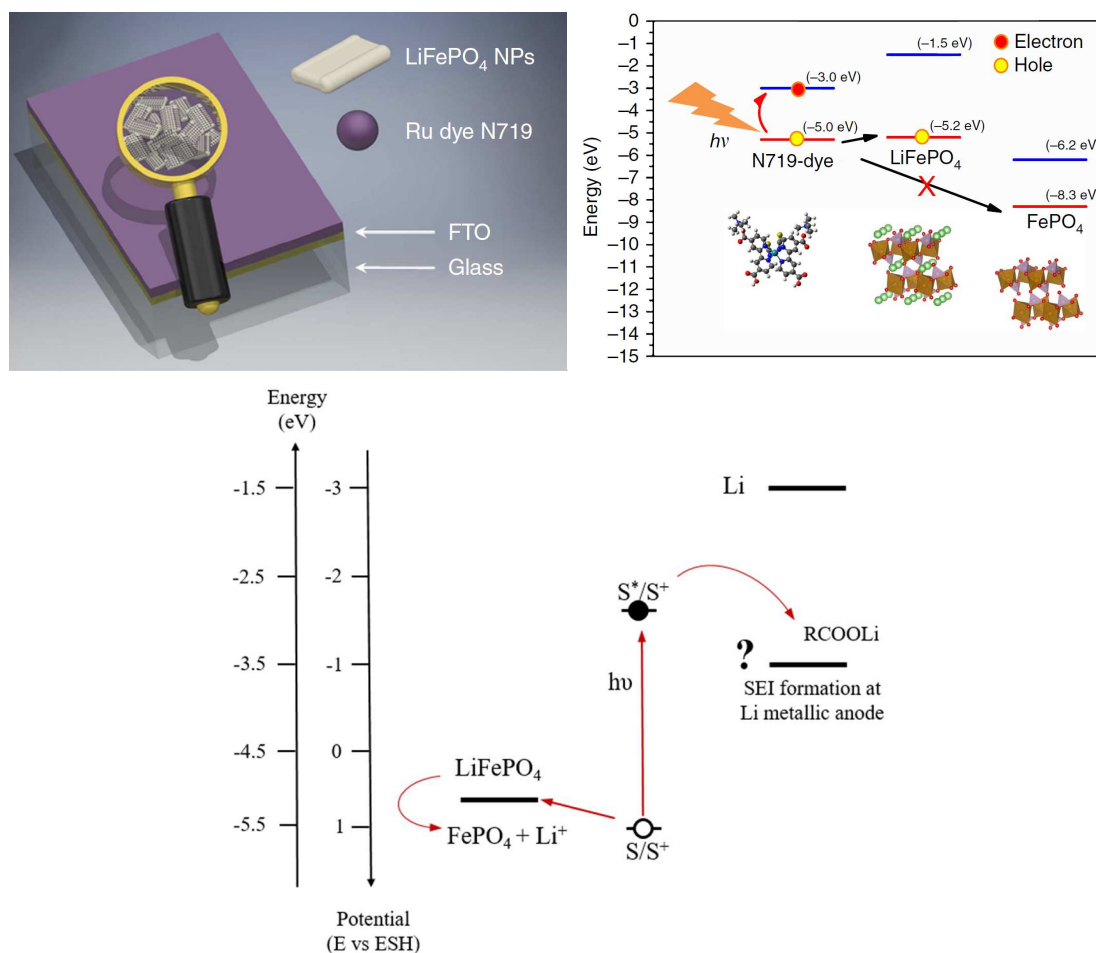 LiFePO₄ NPs
Ru dye N719
FTO
Glass
Energy (eV)
0
−1
−2
−3
−4
−5
−6
−7
−8
−9
−10
−11
−12
−13
−14
−15
Electron
Hole
(−1.5 eV)
(−3.0 eV)
(−5.0 eV)
(−5.2 eV)
(−6.2 eV)
(−8.3 eV)
hν
N719-dye
LiFePO₄
X
FePO₄
Energy
(eV)
-1.5
-2.5
-3.5
-4.5
-5.5
-3
-2
-1
0
1
Potential
(E vs ESH)
Li
S*/S⁺
RCOOLi
?
SEI formation at
Li metallic anode
hυ
LiFePO₄
FePO₄ + Li⁺
S/S⁺